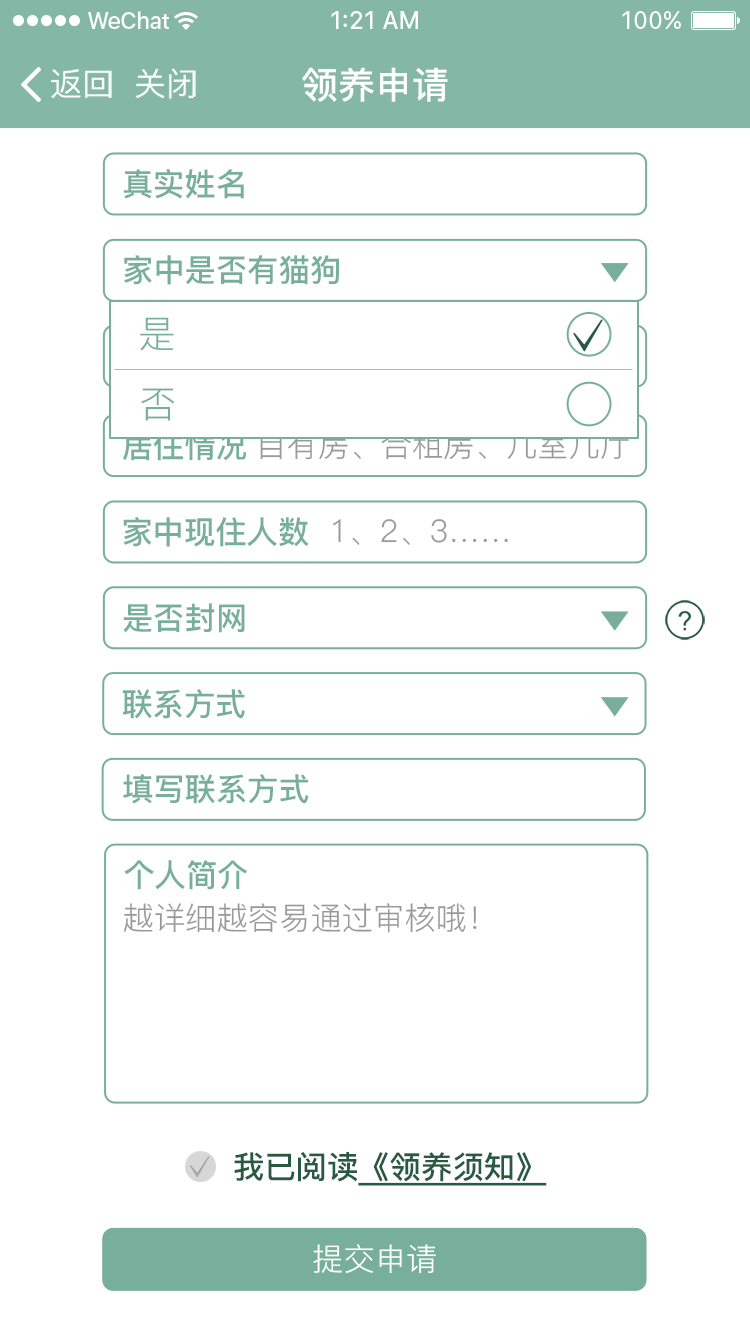 WeChat 1:21 AM 100%
返回 关闭 领养申请
真实姓名
家中是否有猫狗
是
否
居住情况 自有房、合租房、几室几厅
家中现住人数 1、2、3......
是否封网 ?
联系方式
填写联系方式
个人简介
越详细越容易通过审核哦！
我已阅读《领养须知》
提交申请